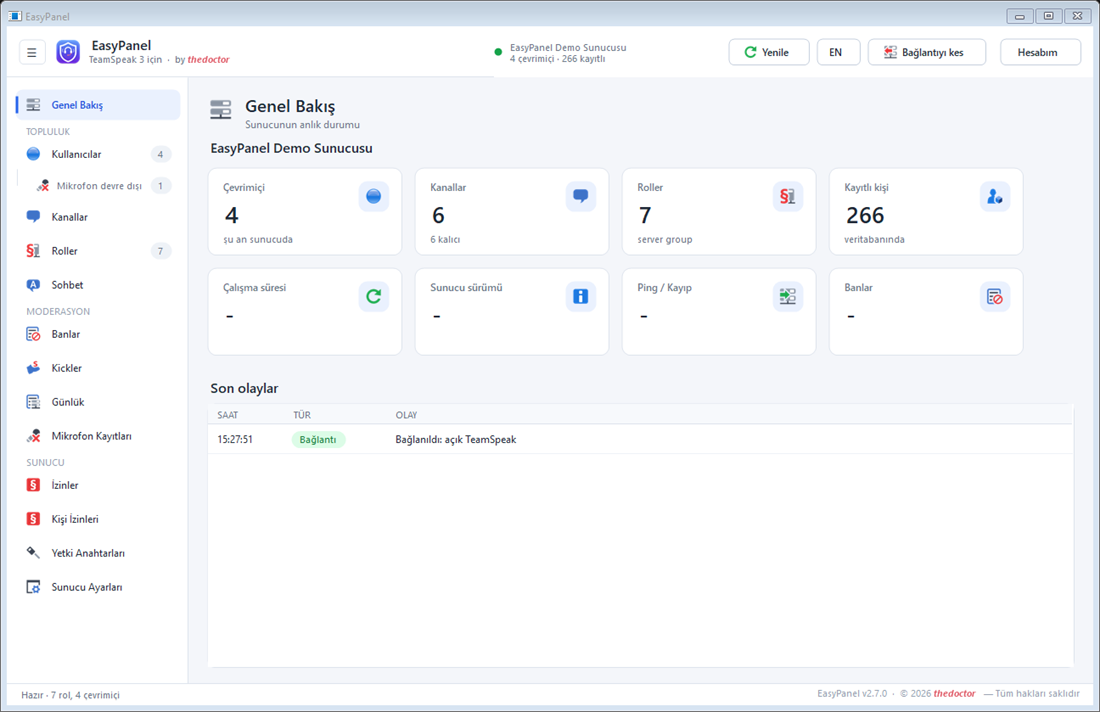 EasyPanel
EasyPanel
TeamSpeak 3 için · by thedoctor
EasyPanel Demo Sunucusu
4 çevrimiçi · 266 kayıtlı
Yenile
EN
Bağlantıyı kes
Hesabım
Genel Bakış
TOPLULUK
Kullanıcılar 4
Mikrofon devre dışı 1
Kanallar
Roller 7
Sohbet
MODERASYON
Banlar
Kickler
Günlük
Mikrofon Kayıtları
SUNUCU
İzinler
Kişi İzinleri
Yetki Anahtarları
Sunucu Ayarları
Genel Bakış
Sunucunun anlık durumu
EasyPanel Demo Sunucusu
Çevrimiçi
4
şu an sunucuda
Kanallar
6
6 kalıcı
Roller
7
server group
Kayıtlı kişi
266
veritabanında
Çalışma süresi
-
Sunucu sürümü
-
Ping / Kayıp
-
Banlar
-
Son olaylar
SAAT TÜR OLAY
15:27:51 Bağlantı Bağlanıldı: açık TeamSpeak
Hazır · 7 rol, 4 çevrimiçi
EasyPanel v2.7.0 · © 2026 thedoctor — Tüm hakları saklıdır